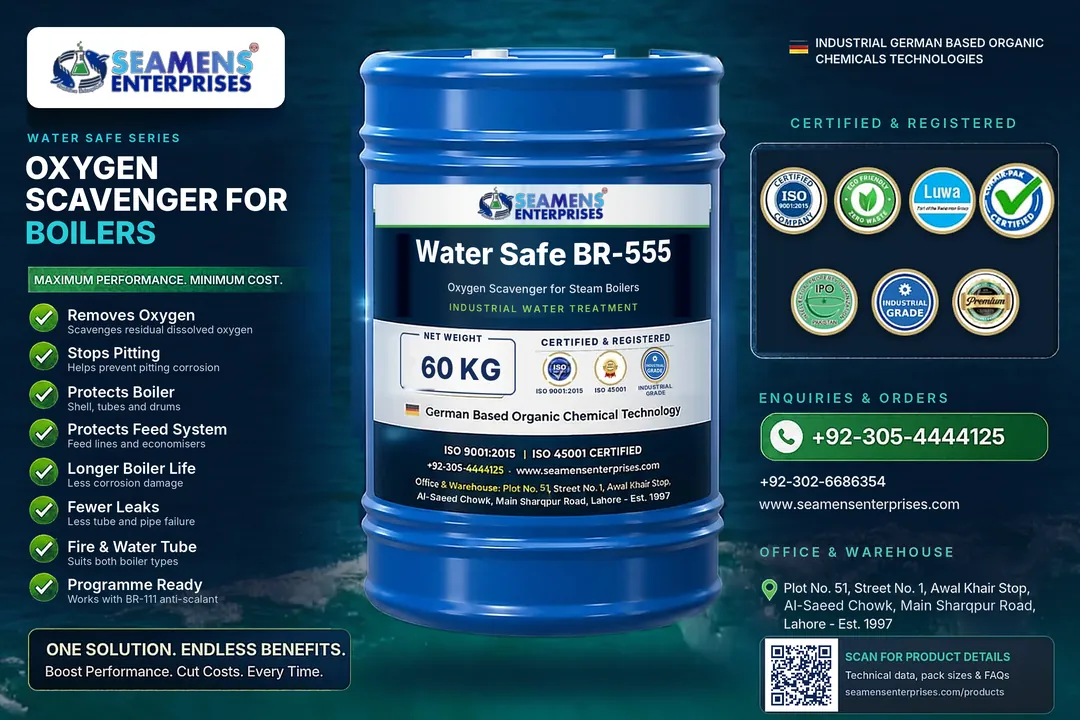 SEAMENS
ENTERPRISES
WATER SAFE SERIES
OXYGEN
SCAVENGER FOR
BOILERS
MAXIMUM PERFORMANCE. MINIMUM COST.
Removes Oxygen
Scavenges residual dissolved oxygen
Stops Pitting
Helps prevent pitting corrosion
Protects Boiler
Shell, tubes and drums
Protects Feed System
Feed lines and economisers
Longer Boiler Life
Less corrosion damage
Fewer Leaks
Less tube and pipe failure
Fire & Water Tube
Suits both boiler types
Programme Ready
Works with BR-111 anti-scalant
ONE SOLUTION. ENDLESS BENEFITS.
Boost Performance. Cut Costs. Every Time.
SEAMENS
ENTERPRISES
Water Safe BR-555
Oxygen Scavenger for Steam Boilers
INDUSTRIAL WATER TREATMENT
NET WEIGHT
60 KG
CERTIFIED & REGISTERED
ISO
INDUSTRIAL
GRADE
ISO 9001:2015
ISO 45001
INDUSTRIAL
GRADE
German Based Organic Chemical Technology
ISO 9001:2015 | ISO 45001 CERTIFIED
+92-305-4444125 · www.seamensenterprises.com
Office & Warehouse: Plot No. 51, Street No. 1, Awal Khair Stop,
Al-Saeed Chowk, Main Sharqpur Road, Lahore - Est. 1997
INDUSTRIAL GERMAN BASED ORGANIC
CHEMICALS TECHNOLOGIES
CERTIFIED & REGISTERED
CERTIFIED
ISO
9001:2015
COMPANY
ECO FRIENDLY
ZERO WASTE
Luwa
CERTIFIED
IPO
PAKISTAN
INDUSTRIAL
GRADE
Premium
ENQUIRIES & ORDERS
+92-305-4444125
+92-302-6686354
www.seamensenterprises.com
OFFICE & WAREHOUSE
Plot No. 51, Street No. 1, Awal Khair Stop,
Al-Saeed Chowk, Main Sharqpur Road,
Lahore - Est. 1997
SCAN FOR PRODUCT DETAILS
Technical data, pack sizes & FAQs
seamensenterprises.com/products